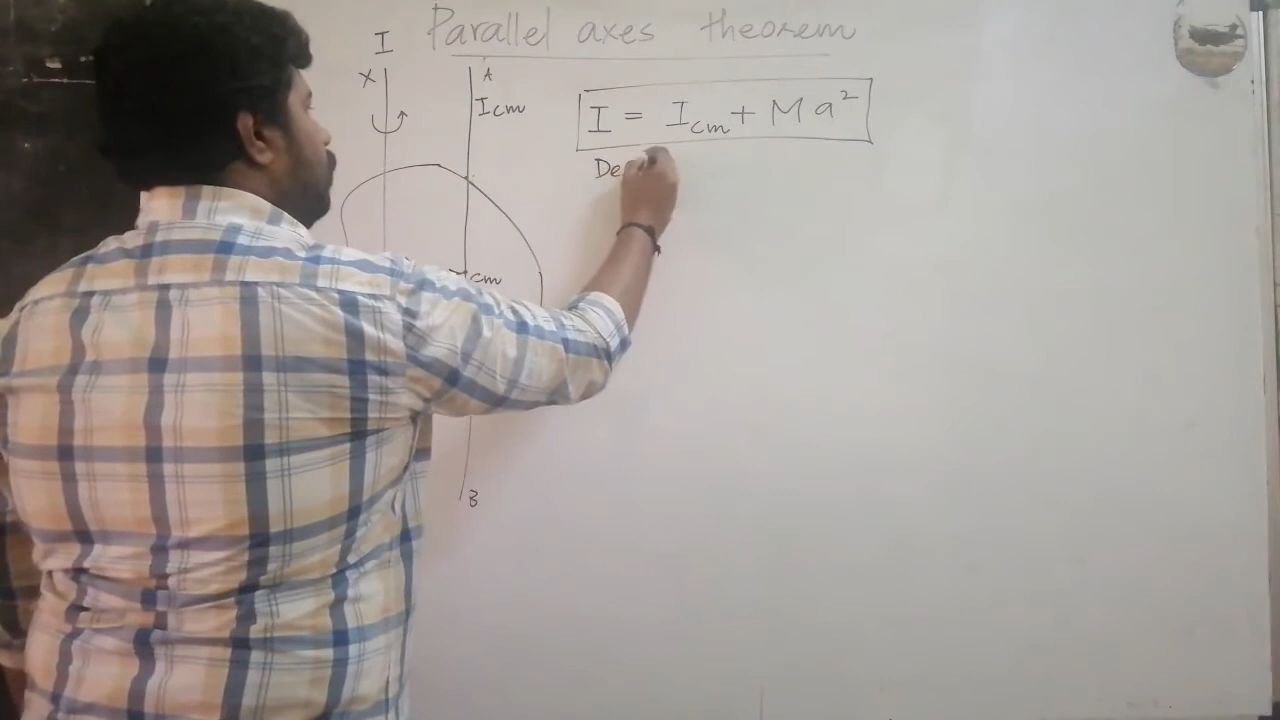 Parallel axes theorem
I
X
A
Icm
I = Icm + Ma²
cm
B